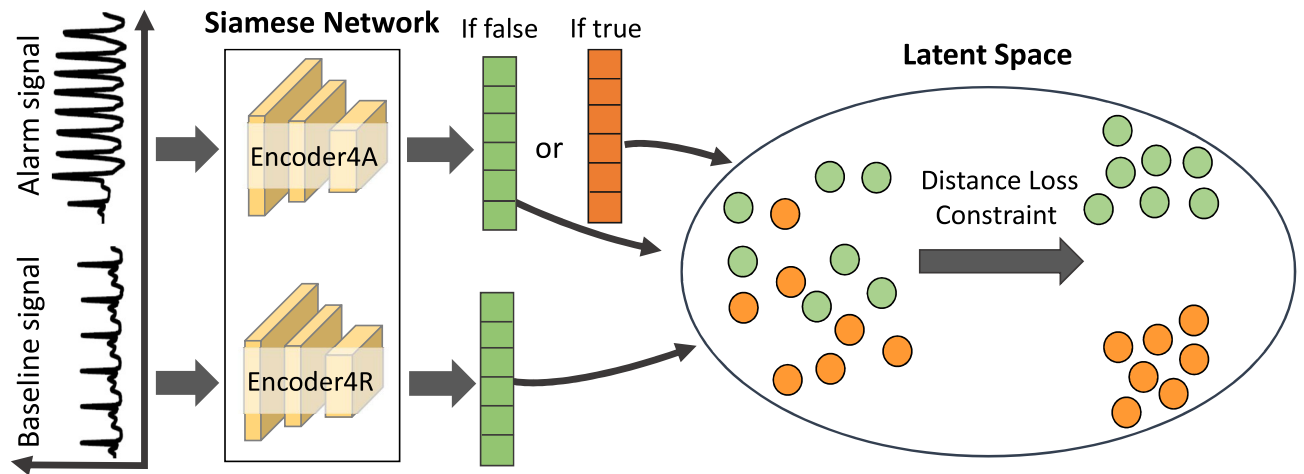 Siamese Network
If false
If true
Latent Space
Alarm signal
Encoder4A
or
Distance Loss
Constraint
Baseline signal
Encoder4R